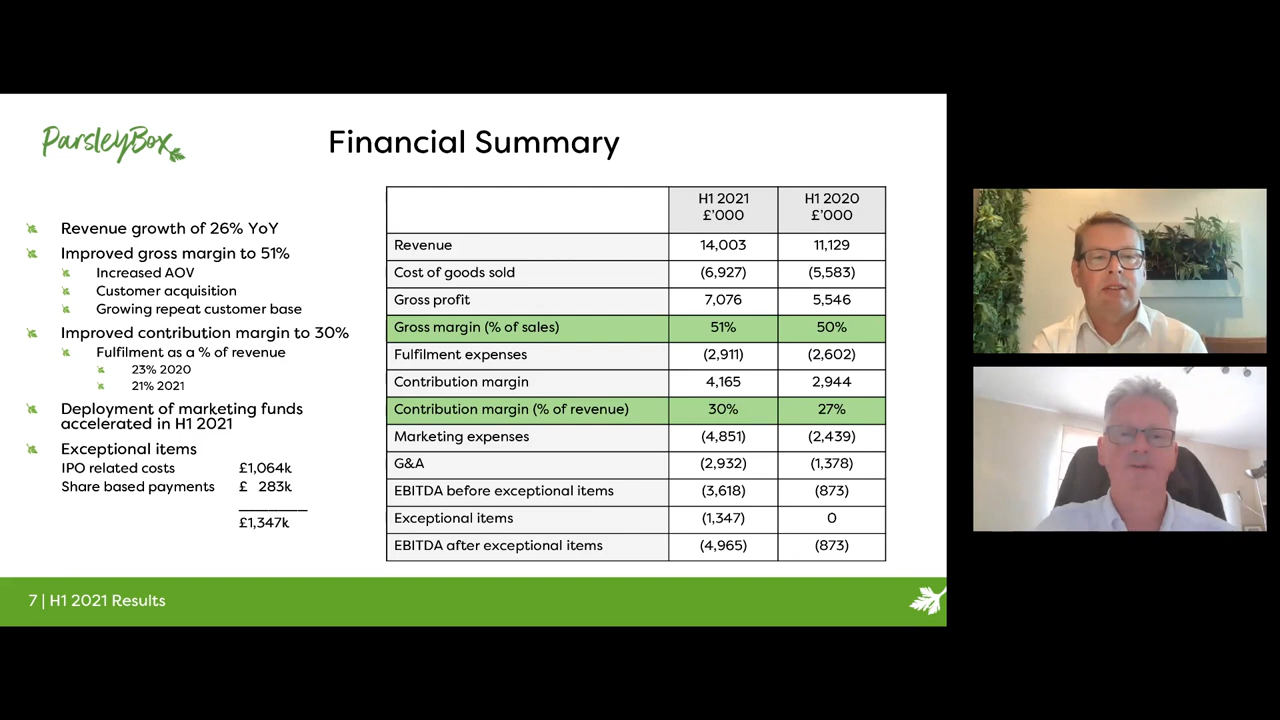 ParsleyBox
Financial Summary
Revenue growth of 26% YoY
Improved gross margin to 51%
Increased AOV
Customer acquisition
Growing repeat customer base
Improved contribution margin to 30%
Fulfilment as a % of revenue
23% 2020
21% 2021
Deployment of marketing funds
accelerated in H1 2021
Exceptional items
IPO related costs £1,064k
Share based payments £ 283k
£1,347k
H1 2021 H1 2020
£'000 £'000
Revenue 14,003 11,129
Cost of goods sold (6,927) (5,583)
Gross profit 7,076 5,546
Gross margin (% of sales) 51% 50%
Fulfilment expenses (2,911) (2,602)
Contribution margin 4,165 2,944
Contribution margin (% of revenue) 30% 27%
Marketing expenses (4,851) (2,439)
G&A (2,932) (1,378)
EBITDA before exceptional items (3,618) (873)
Exceptional items (1,347) 0
EBITDA after exceptional items (4,965) (873)
7 | H1 2021 Results